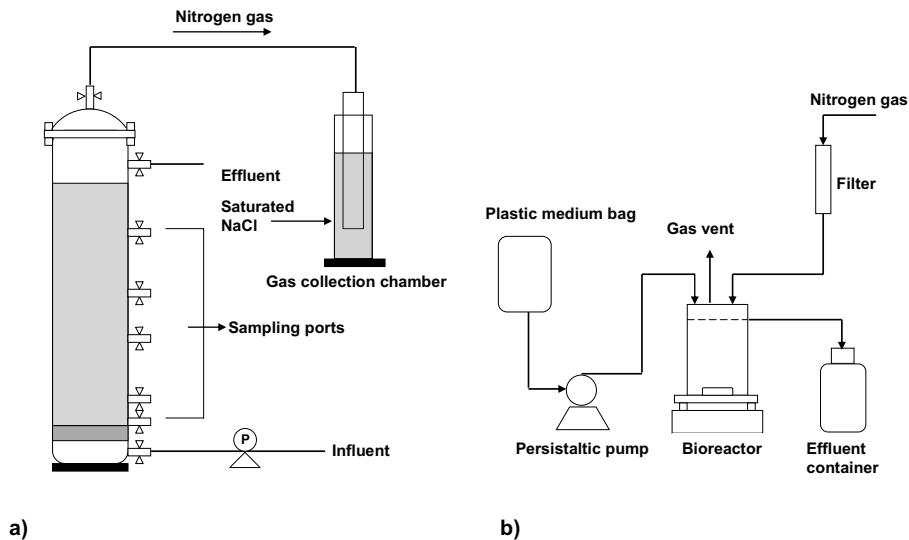 Nitrogen gas
Effluent
Saturated
NaCl
Gas collection chamber
Sampling ports
P
Influent
a)
Nitrogen gas
Filter
Plastic medium bag
Gas vent
Persistaltic pump
Bioreactor
Effluent
container
b)